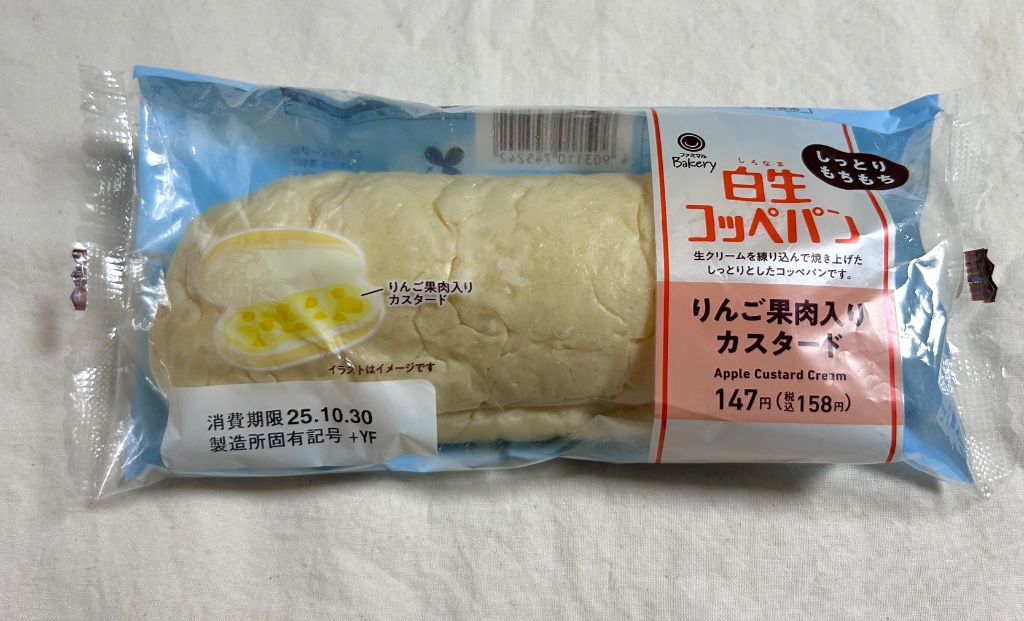 ファミマル
Bakery
しっとり
もちもち
しろなま
白生
コッペパン
生クリームを練り込んで焼き上げた
しっとりとしたコッペパンです。
りんご果肉入り
カスタード
Apple Custard Cream
147円(税込158円)
りんご果肉入り
カスタード
イラストはイメージです
消費期限 25.10.30
製造所固有記号 +YF